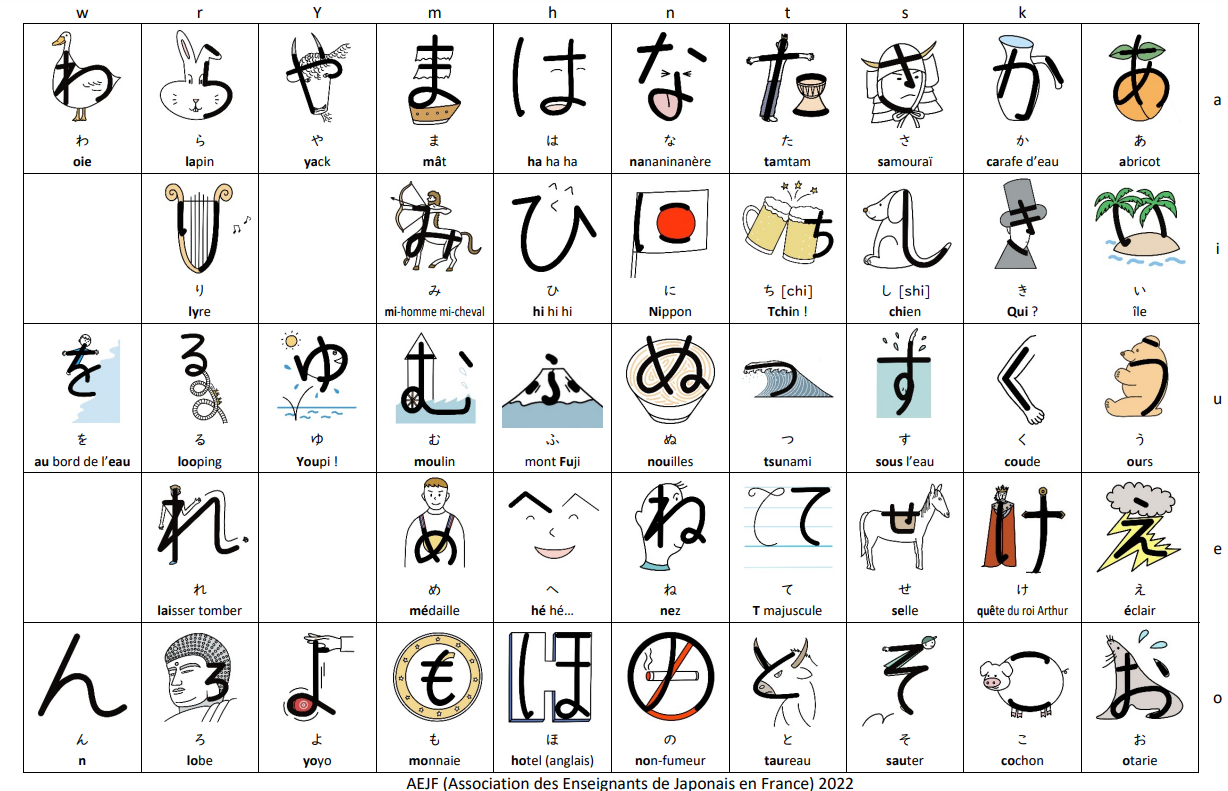 w r Y m h n t s k
わ ら や ま は な た さ か あ a
oie lapin yack mât ha ha ha nananinanère tamtam samouraï carafe d’eau abricot
り み ひ に ち [chi] し [shi] き い i
lyre mi-homme mi-cheval hi hi hi Nippon Tchin ! chien Qui ? île
を る ゆ む ふ ぬ つ す く う u
au bord de l’eau looping Youpi ! moulin mont Fuji nouilles tsunami sous l’eau coude ours
れ め へ ね て せ け え e
laisser tomber médaille hé hé… nez T majuscule selle quête du roi Arthur éclair
ん ろ よ も ほ の と そ こ お o
n lobe yoyo monnaie hotel (anglais) non-fumeur taureau sauter cochon otarie
AEJF (Association des Enseignants de Japonais en France) 2022